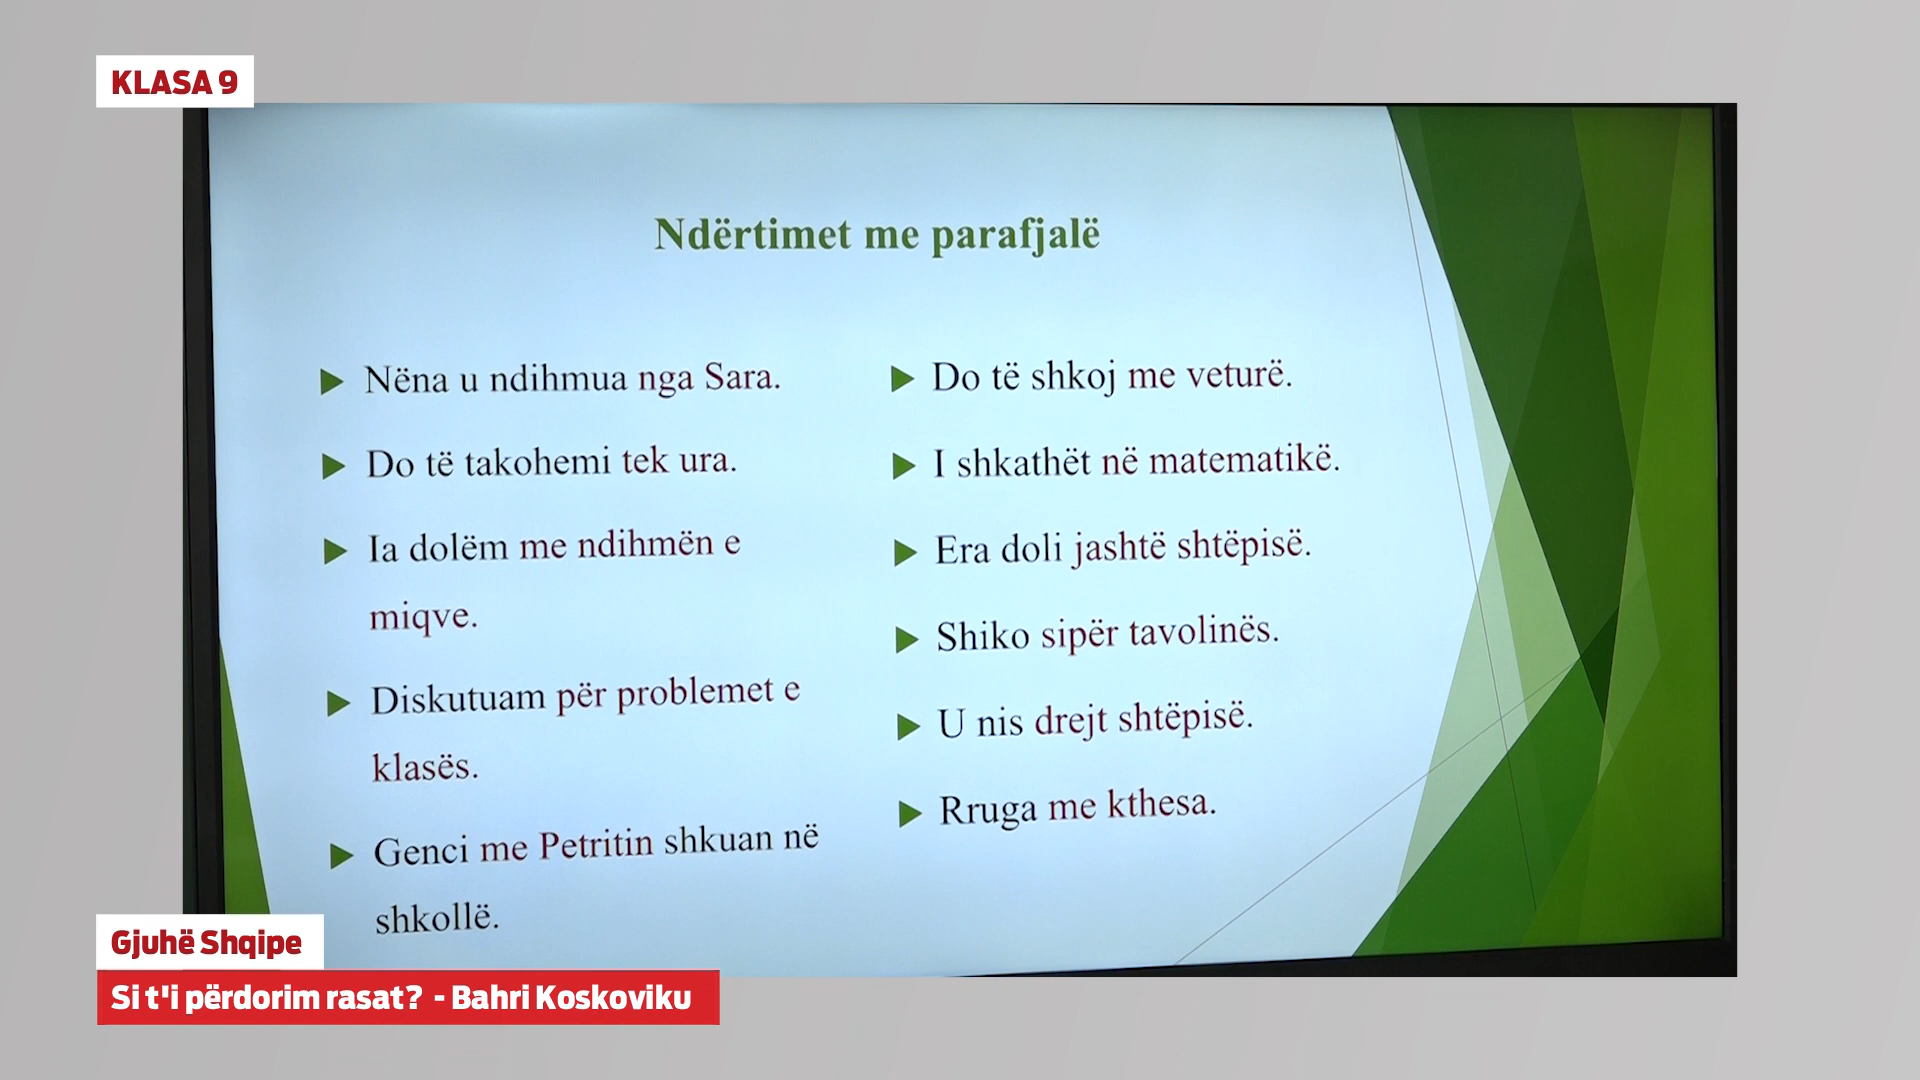 KLASA 9
Ndërtimet me parafjalë
Nëna u ndihmua nga Sara.
Do të takohemi tek ura.
Ia dolëm me ndihmën e
miqve.
Diskutuam për problemet e
klasës.
Genci me Petritin shkuan në
shkollë.
Do të shkoj me veturë.
I shkathët në matematikë.
Era doli jashtë shtëpisë.
Shiko sipër tavolinës.
U nis drejt shtëpisë.
Rruga me kthesa.
Gjuhë Shqipe
Si t'i përdorim rasat? - Bahri Koskoviku